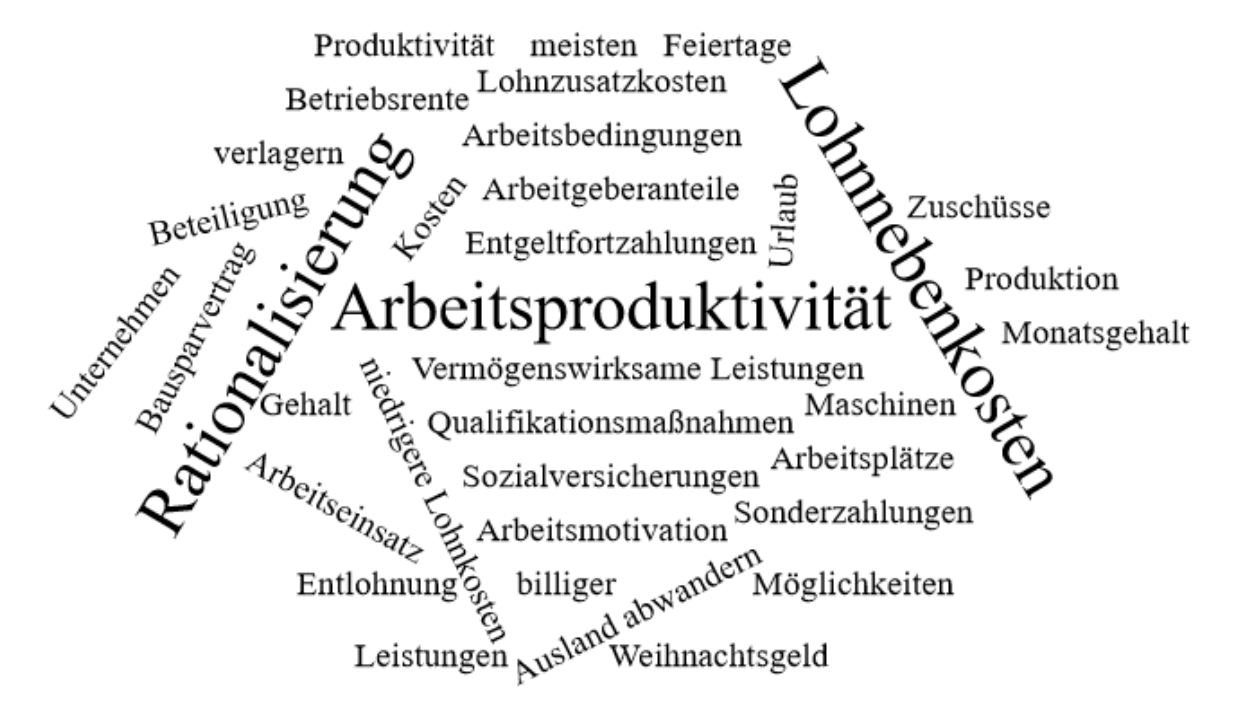 Produktivität meisten Feiertage
Lohnzusatzkosten
Betriebsrente
Lohnnebenkosten
Arbeitsbedingungen
verlagern
Rationalisierung
Kosten
Arbeitgeberanteile
Urlaub
Beteiligung
Zuschüsse
Entgeltfortzahlungen
Unternehmen
Bausparvertrag
Produktion
Arbeitsproduktivität
Monatsgehalt
niedrigere Lohnkosten
Vermögenswirksame Leistungen
Gehalt
Maschinen
Qualifikationsmaßnahmen
Arbeitsplätze
Sozialversicherungen
Arbeitseinsatz
Sonderzahlungen
Arbeitsmotivation
Entlohnung
billiger
Ausland abwandern
Möglichkeiten
Leistungen
Weihnachtsgeld